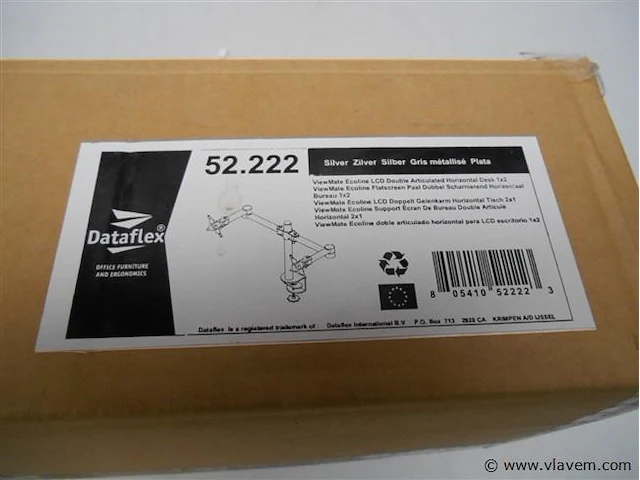 52.222
Silver Zilver Silber Gris métallisé Plata
ViewMate Ecoline LCD Double Articulated Horizontal Desk 1x2
ViewMate Ecoline Flatscreen Paal Dubbel Scharnierend Horizontaal
Bureau 1x2
ViewMate Ecoline LCD Doppelt Gelenkarm Horizontal Tisch 2x1
ViewMate Ecoline Support Écran De Bureau Double Articulé
Horizontal 2x1
ViewMate Ecoline doble articulado horizontal para LCD escritorio 1x2
Dataflex®
OFFICE FURNITURE
AND ERGONOMICS
8 05410 52222 3
Dataflex is a registered trademark of: Dataflex International B.V. P.O. Box 713 2920 CA KRIMPEN A/D IJSSEL
© www.vlavem.com